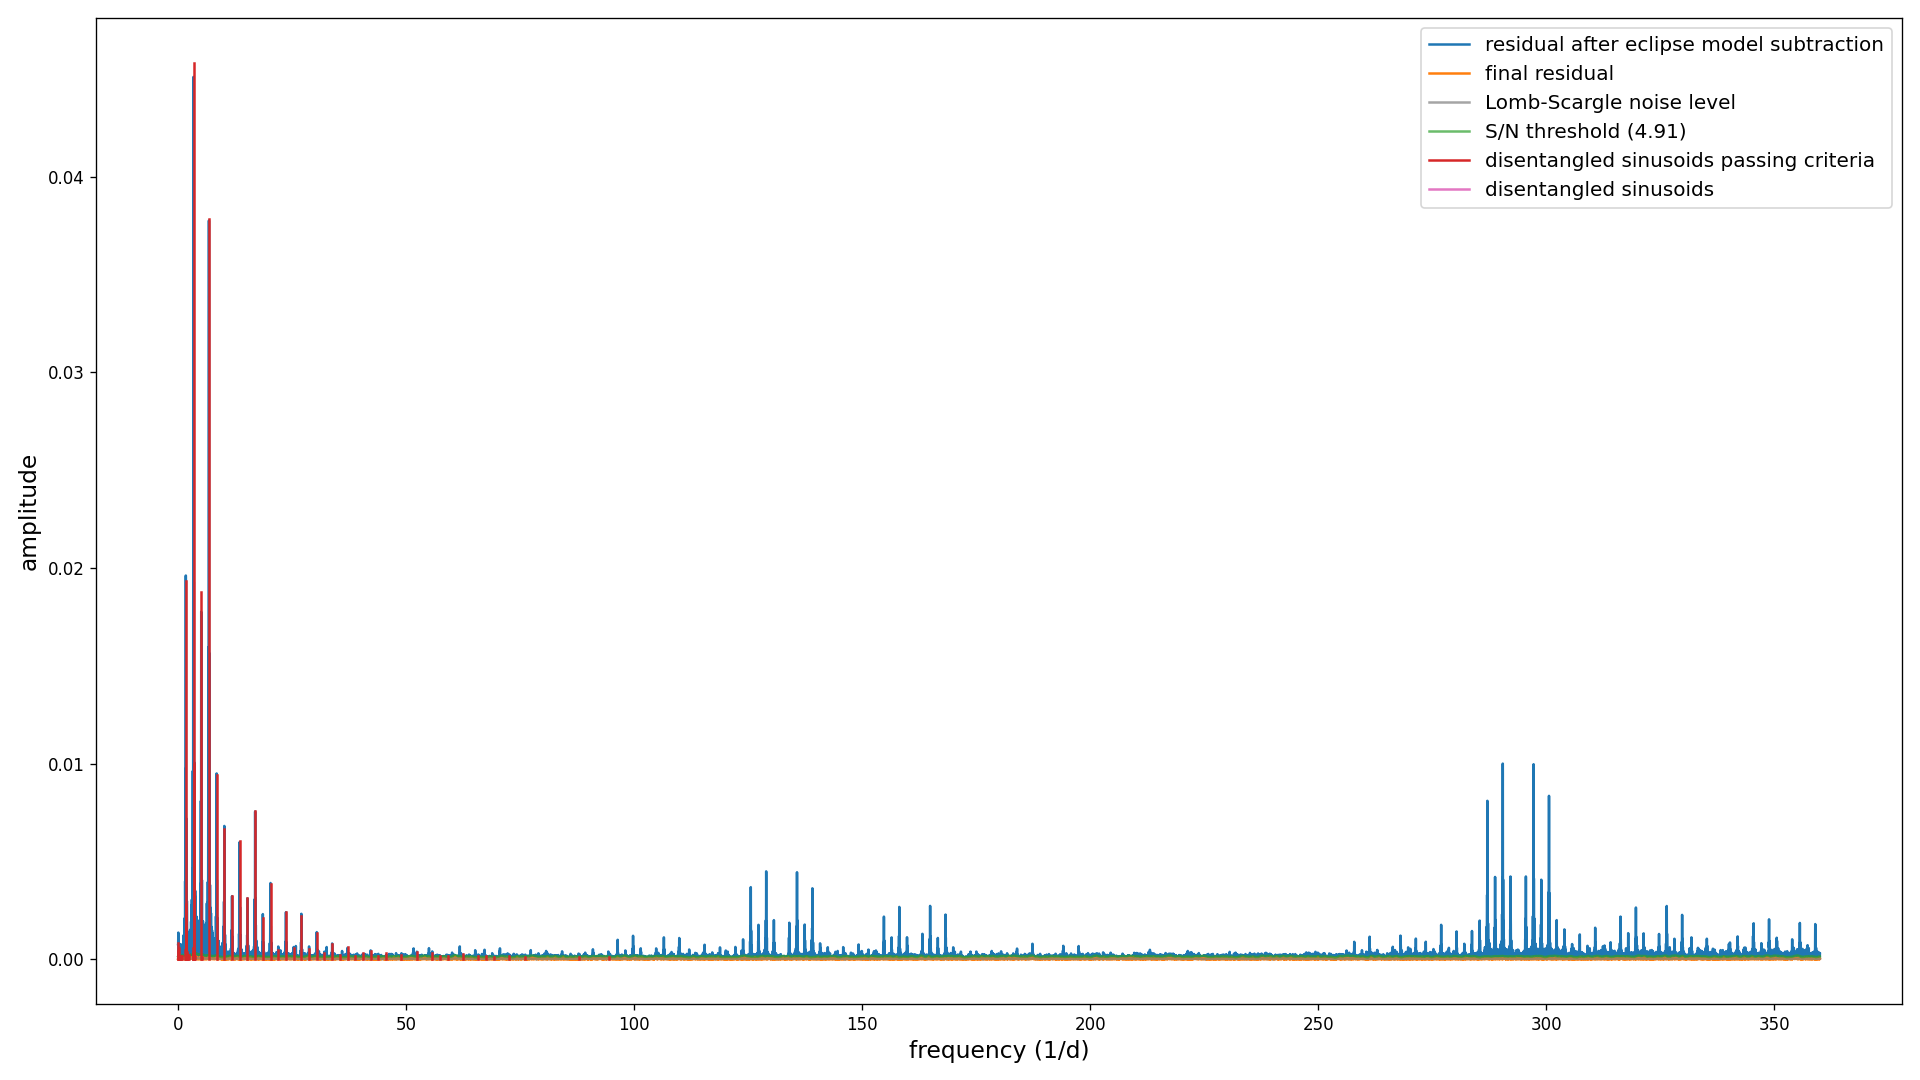 residual after eclipse model subtraction
final residual
Lomb-Scargle noise level
S/N threshold (4.91)
disentangled sinusoids passing criteria
disentangled sinusoids
0.04
0.03
0.02
0.01
0.00
amplitude
0 50 100 150 200 250 300 350
frequency (1/d)